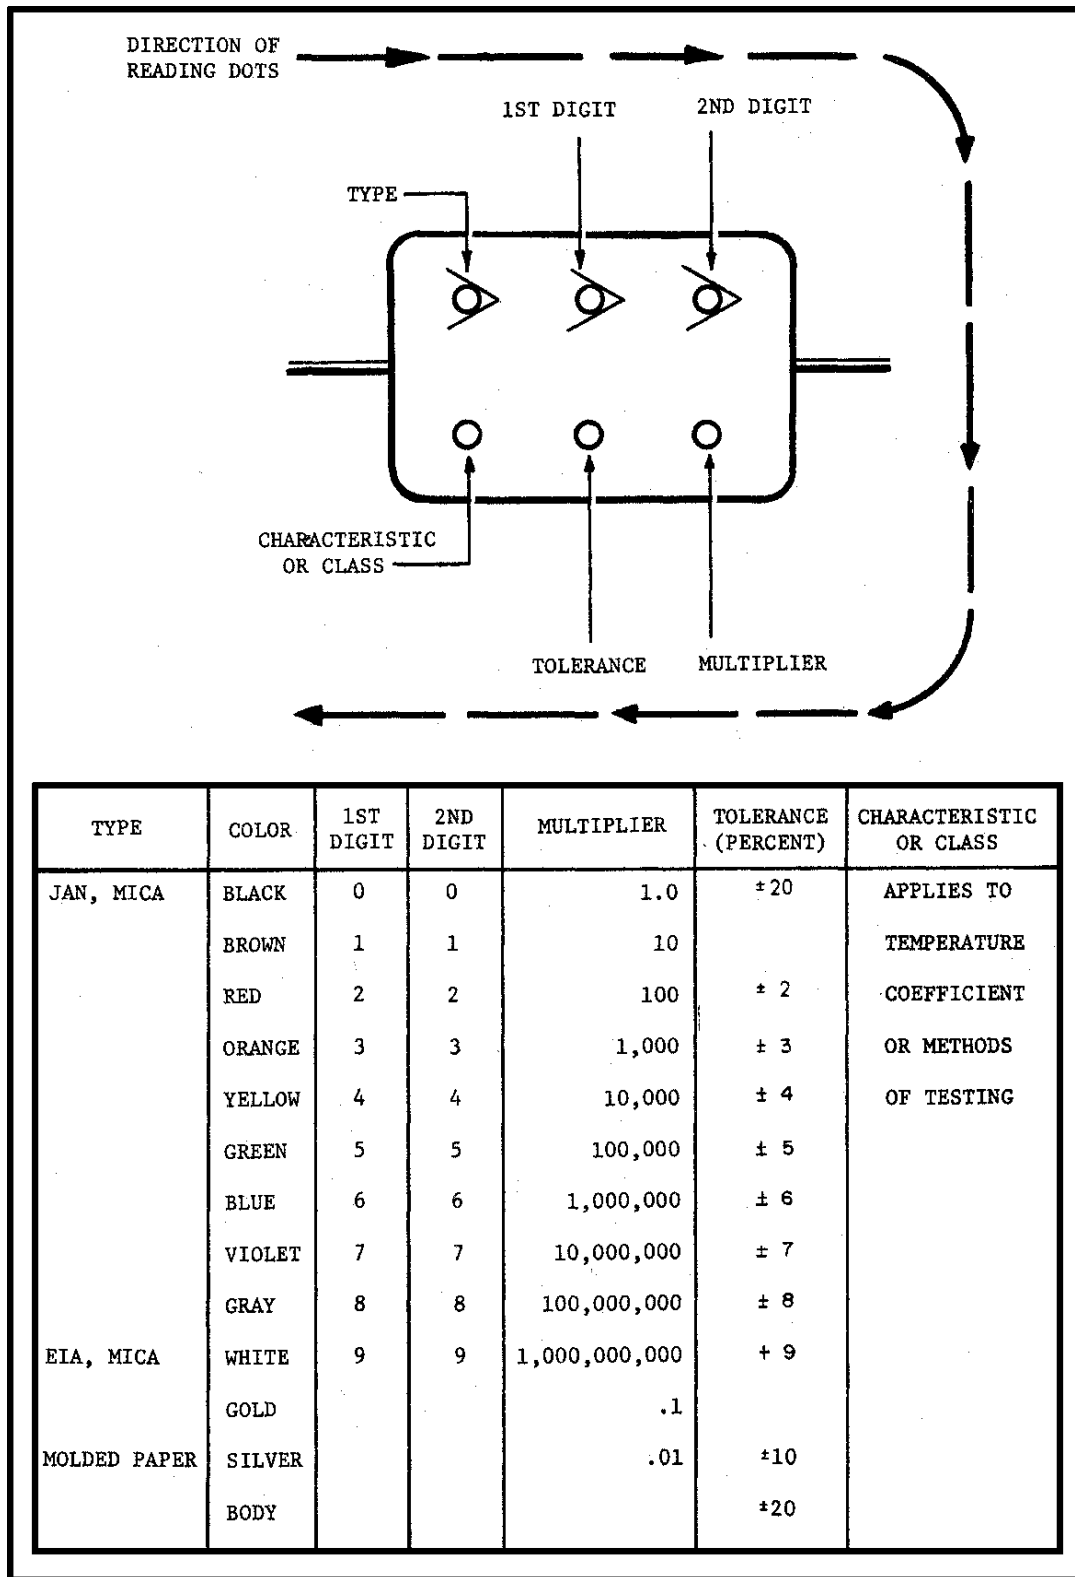 DIRECTION OF
READING DOTS
1ST DIGIT
2ND DIGIT
TYPE
CHARACTERISTIC
OR CLASS
TOLERANCE
MULTIPLIER
TYPE COLOR 1ST DIGIT 2ND DIGIT MULTIPLIER TOLERANCE (PERCENT) CHARACTERISTIC OR CLASS
JAN, MICA BLACK 0 0 1.0 ±20 APPLIES TO
BROWN 1 1 10 TEMPERATURE
RED 2 2 100 ± 2 COEFFICIENT
ORANGE 3 3 1,000 ± 3 OR METHODS
YELLOW 4 4 10,000 ± 4 OF TESTING
GREEN 5 5 100,000 ± 5
BLUE 6 6 1,000,000 ± 6
VIOLET 7 7 10,000,000 ± 7
GRAY 8 8 100,000,000 ± 8
EIA, MICA WHITE 9 9 1,000,000,000 + 9
GOLD .1
MOLDED PAPER SILVER .01 ±10
BODY ±20